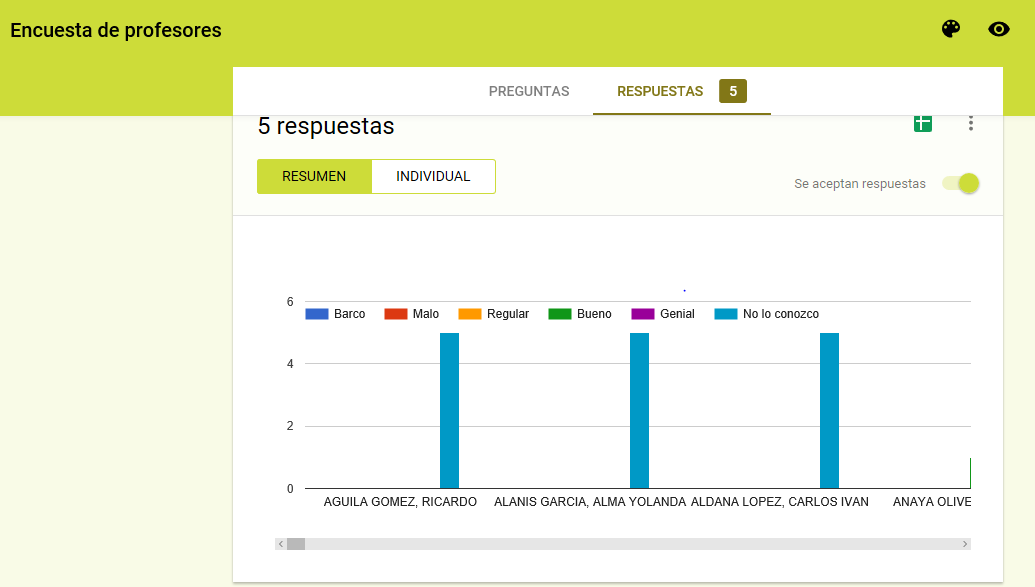 Encuesta de profesores
PREGUNTAS RESPUESTAS 5
5 respuestas
RESUMEN INDIVIDUAL
Se aceptan respuestas
6
Barco Malo Regular Bueno Genial No lo conozco
4
2
0
AGUILA GOMEZ, RICARDO ALANIS GARCIA, ALMA YOLANDA ALDANA LOPEZ, CARLOS IVAN ANAYA OLIVE